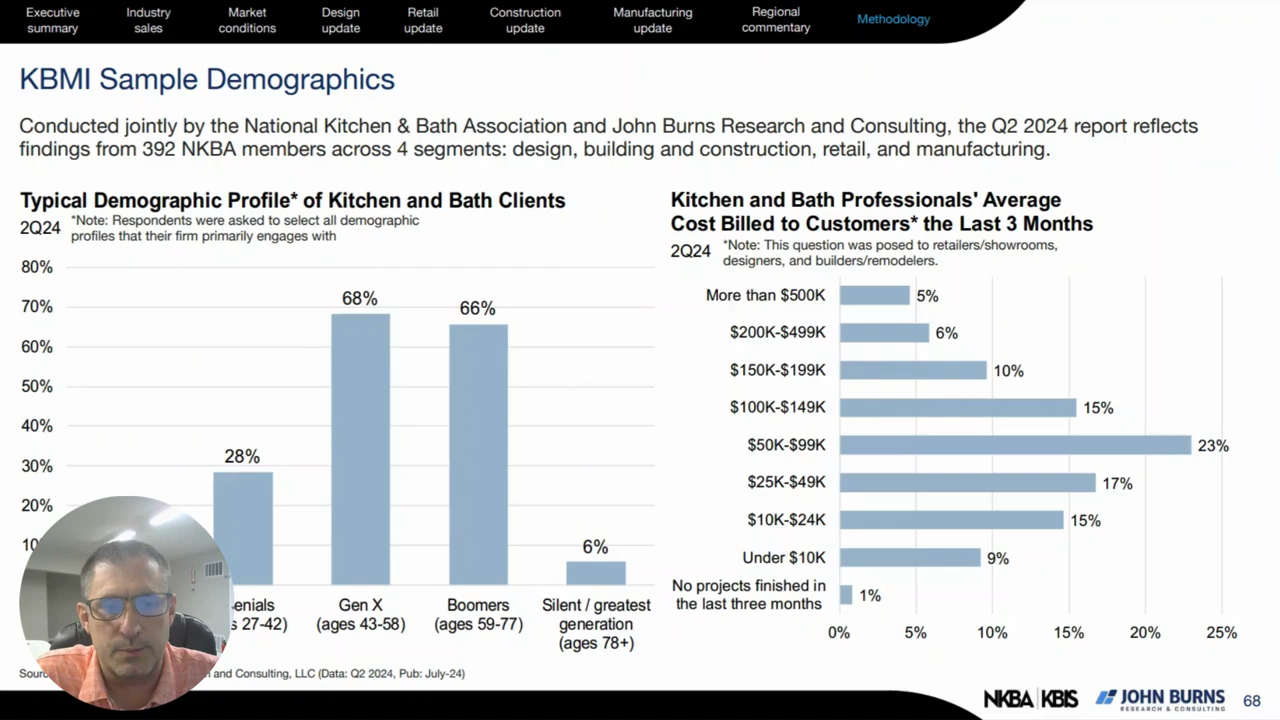 Executive summary
Industry sales
Market conditions
Design update
Retail update
Construction update
Manufacturing update
Regional commentary
Methodology
KBMI Sample Demographics
Conducted jointly by the National Kitchen & Bath Association and John Burns Research and Consulting, the Q2 2024 report reflects
findings from 392 NKBA members across 4 segments: design, building and construction, retail, and manufacturing.
Typical Demographic Profile* of Kitchen and Bath Clients
2Q24
*Note: Respondents were asked to select all demographic
profiles that their firm primarily engages with
80%
70%
60%
50%
40%
30%
20%
28%
68%
66%
6%
27-42)
Gen X
(ages 43-58)
Boomers
(ages 59-77)
Silent / greatest
generation
(ages 78+)
and Consulting, LLC (Data: Q2 2024, Pub: July-24)
Kitchen and Bath Professionals' Average
Cost Billed to Customers* the Last 3 Months
2Q24
*Note: This question was posed to retailers/showrooms,
designers, and builders/remodelers.
More than $500K 5%
$200K-$499K 6%
$150K-$199K 10%
$100K-$149K 15%
$50K-$99K 23%
$25K-$49K 17%
$10K-$24K 15%
Under $10K 9%
No projects finished in
the last three months 1%
0% 5% 10% 15% 20% 25%
NKBA | KBIS
JOHN BURNS
RESEARCH & CONSULTING
68